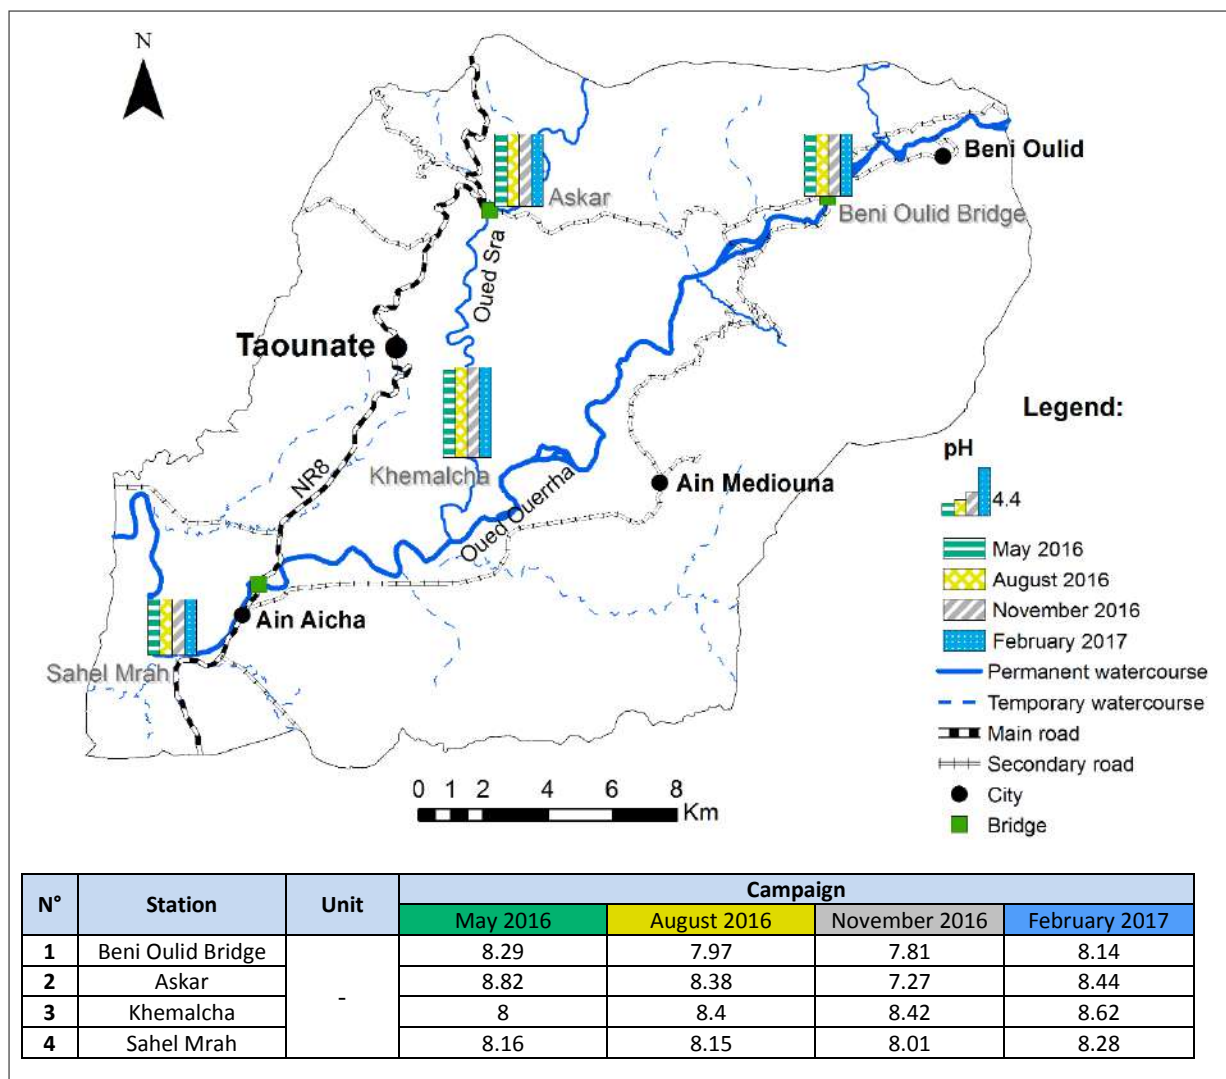 N
Beni Oulid
Askar
Beni Oulid Bridge
Oued Sra
Taounate
Legend:
pH
4.4
Khemalcha
NR8
Ain Mediouna
Oued Ouerrha
May 2016
August 2016
November 2016
February 2017
Ain Aicha
Sahel Mrah
Permanent watercourse
Temporary watercourse
Main road
Secondary road
City
Bridge
0 1 2 4 6 8
Km
N° Station Unit Campaign
May 2016 August 2016 November 2016 February 2017
1 Beni Oulid Bridge - 8.29 7.97 7.81 8.14
2 Askar 8.82 8.38 7.27 8.44
3 Khemalcha 8 8.4 8.42 8.62
4 Sahel Mrah 8.16 8.15 8.01 8.28